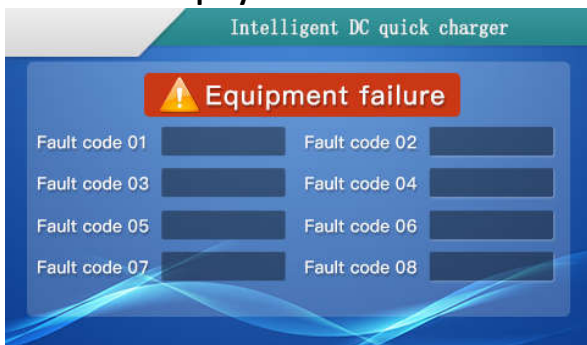 Intelligent DC quick charger
Equipment failure
Fault code 01 Fault code 02
Fault code 03 Fault code 04
Fault code 05 Fault code 06
Fault code 07 Fault code 08